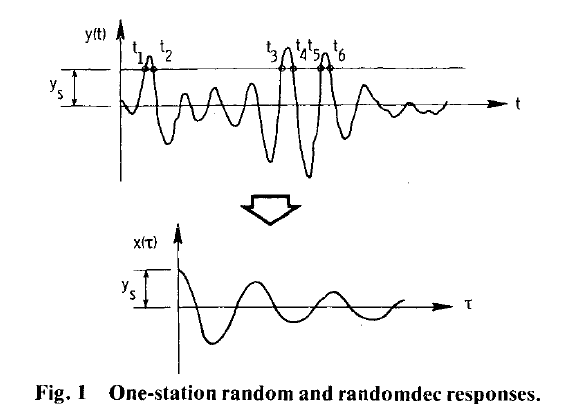 y(t)
t1 t2 t3 t4 t5 t6
ys
t
x(τ)
ys
τ
Fig. 1 One-station random and randomdec responses.